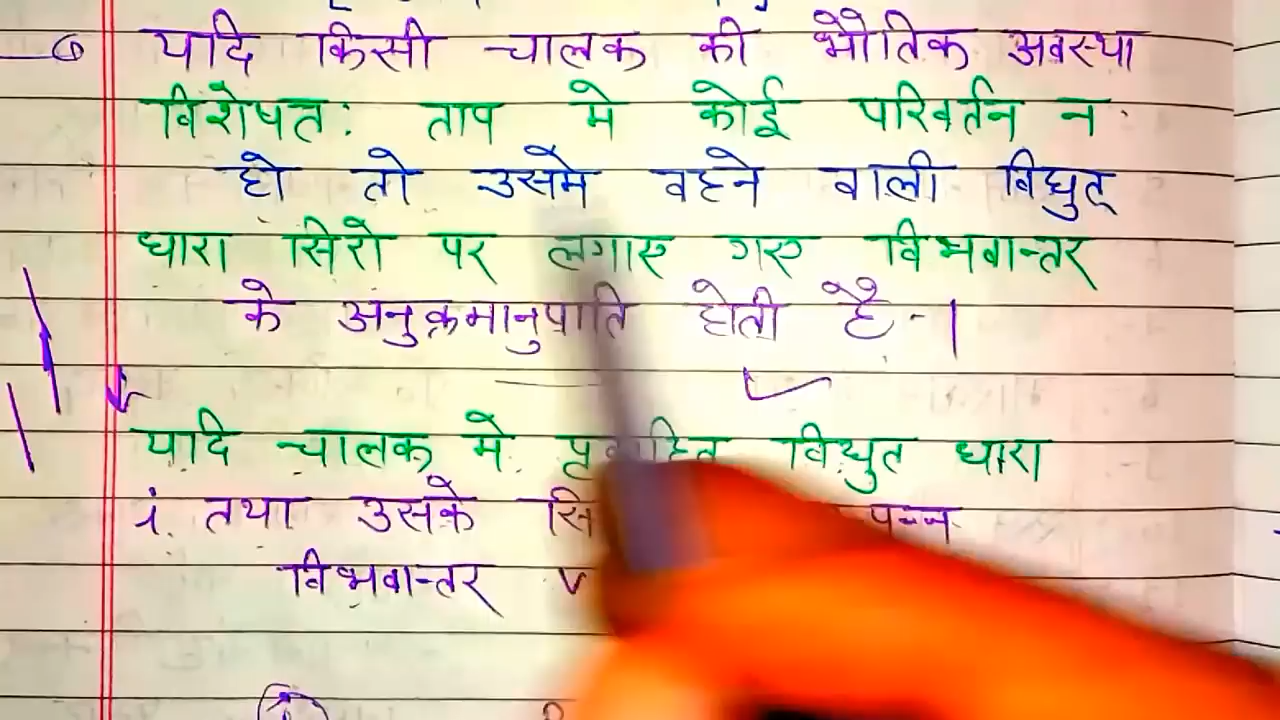 यदि किसी चालक की भौतिक अवस्था
विशेषत: ताप मे कोई परिवर्तन न
हो तो उसमे वहने वाली विधुत्
धारा सिरो पर लगाए गए विभवान्तर
के अनुक्रमानुपाति होती है - ।
यदि चालक मे विधुत धारा
i तथा उसके
विभवान्तर v